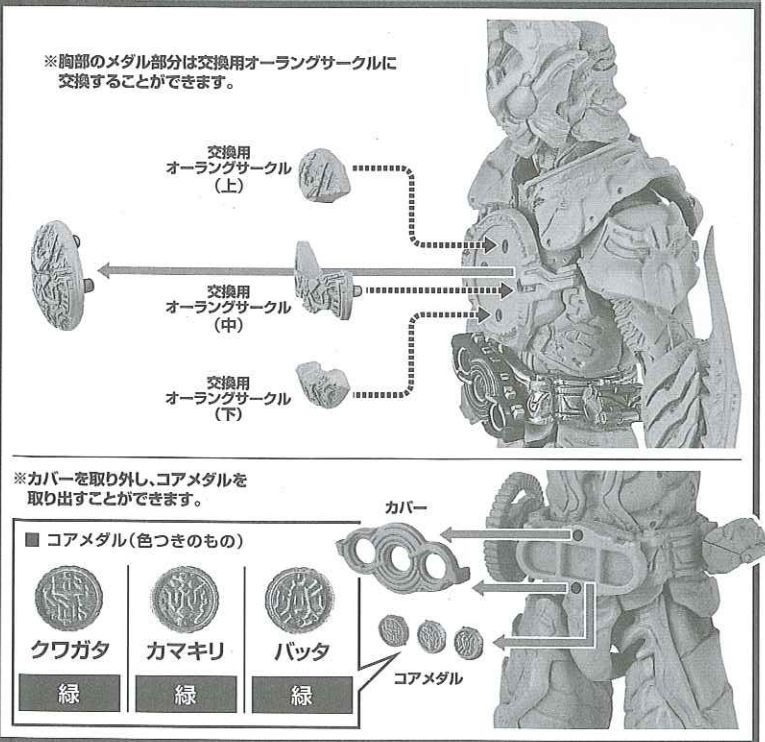 ※胸部のメダル部分は交換用オーラングサークルに
交換することができます。
交換用
オーラングサークル
（上）
交換用
オーラングサークル
（中）
交換用
オーラングサークル
（下）
※カバーを取り外し、コアメダルを
取り出すことができます。
カバー
■ コアメダル（色つきのもの）
クワガタ
カマキリ
バッタ
緑
緑
緑
コアメダル